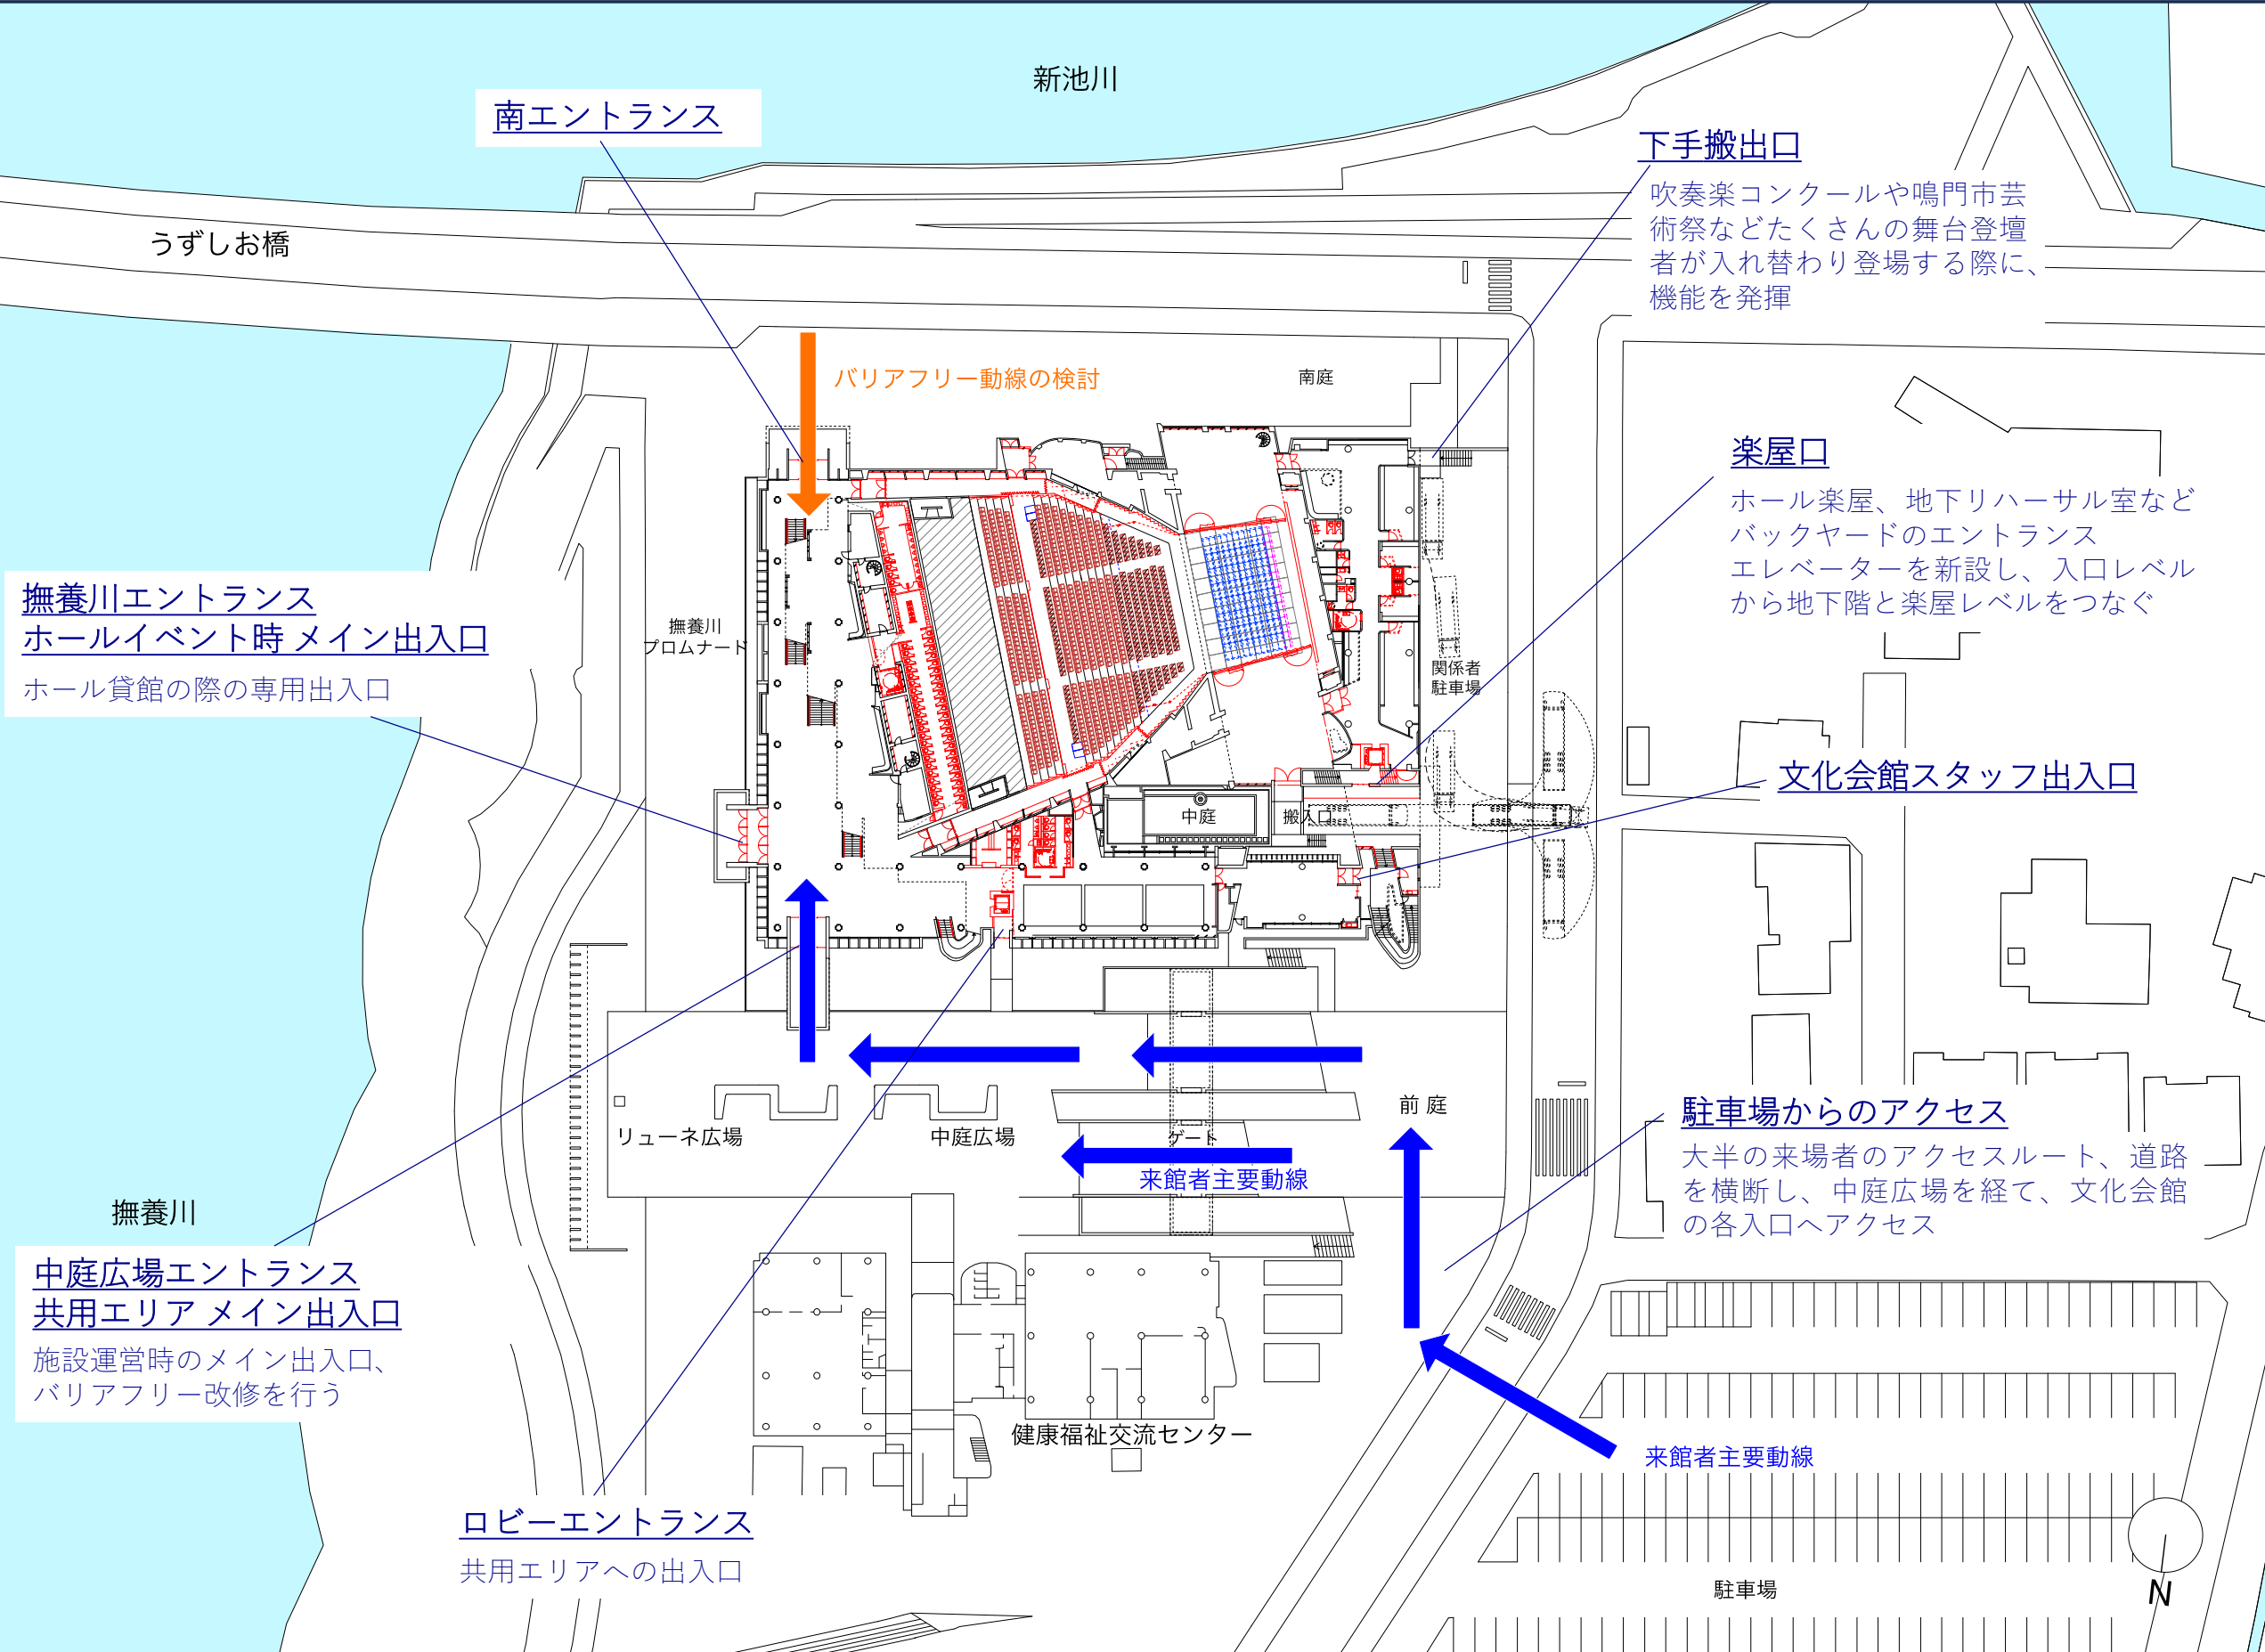 新池川
南エントランス
下手搬出口
吹奏楽コンクールや鳴門市芸
術祭などたくさんの舞台登壇
者が入れ替わり登場する際に、
機能を発揮
うずしお橋
バリアフリー動線の検討
南庭
楽屋口
ホール楽屋、地下リハーサル室など
バックヤードのエントランス
エレベーターを新設し、入口レベル
から地下階と楽屋レベルをつなぐ
撫養川エントランス
ホールイベント時 メイン出入口
ホール貸館の際の専用出入口
撫養川
プロムナード
関係者
駐車場
文化会館スタッフ出入口
中庭
搬入口
前 庭
駐車場からのアクセス
大半の来場者のアクセスルート、道路
を横断し、中庭広場を経て、文化会館
の各入口へアクセス
リューネ広場
中庭広場
ゲート
来館者主要動線
撫養川
中庭広場エントランス
共用エリア メイン出入口
施設運営時のメイン出入口、
バリアフリー改修を行う
健康福祉交流センター
来館者主要動線
ロビーエントランス
共用エリアへの出入口
駐車場
N